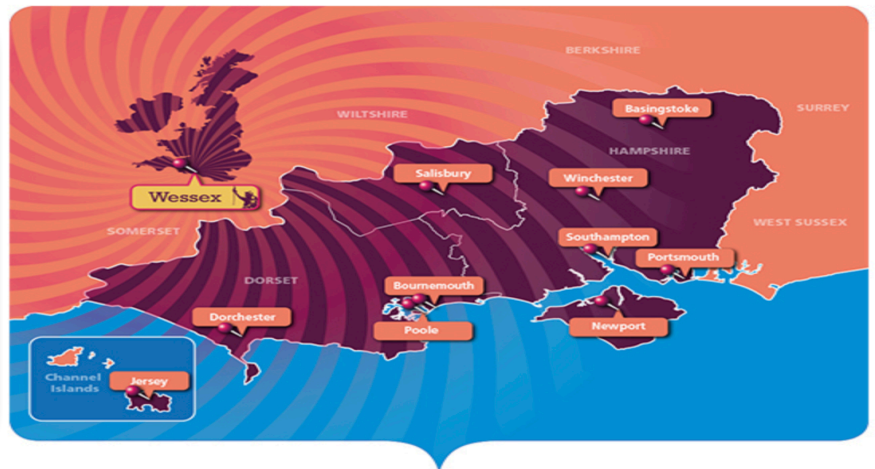 BERKSHIRE
Basingstoke
SURREY
WILTSHIRE
HAMPSHIRE
Salisbury
Winchester
Wessex
WEST SUSSEX
SOMERSET
Southampton
Portsmouth
DORSET
Bournemouth
Dorchester
Poole
Newport
Channel
Islands
Jersey